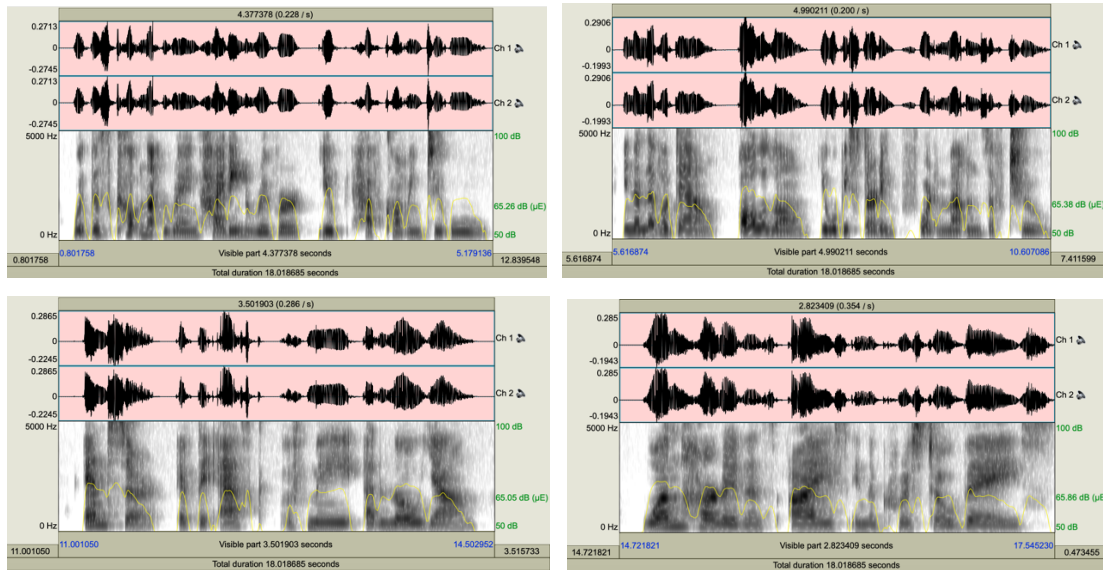 4.377378 (0.228 / s)
0.2713
0
-0.2745
0.2713
0
-0.2745
Ch 1
Ch 2
5000 Hz
0 Hz
100 dB
65.26 dB (µE)
50 dB
0.801758
0.801758
Visible part 4.377378 seconds
5.179136
12.839548
Total duration 18.018685 seconds
4.990211 (0.200 / s)
0.2906
0
-0.1993
0.2906
0
-0.1993
Ch 1
Ch 2
5000 Hz
0 Hz
100 dB
65.38 dB (µE)
50 dB
5.616874
5.616874
Visible part 4.990211 seconds
10.607086
7.411599
Total duration 18.018685 seconds
3.501903 (0.286 / s)
0.2865
0
-0.2245
0.2865
0
-0.2245
Ch 1
Ch 2
5000 Hz
0 Hz
100 dB
65.05 dB (µE)
50 dB
11.001050
11.001050
Visible part 3.501903 seconds
14.502952
3.515733
Total duration 18.018685 seconds
2.823409 (0.354 / s)
0.285
0
-0.1943
0.285
0
-0.1943
Ch 1
Ch 2
5000 Hz
0 Hz
100 dB
65.86 dB (µE)
50 dB
14.721821
14.721821
Visible part 2.823409 seconds
17.545230
0.473455
Total duration 18.018685 seconds